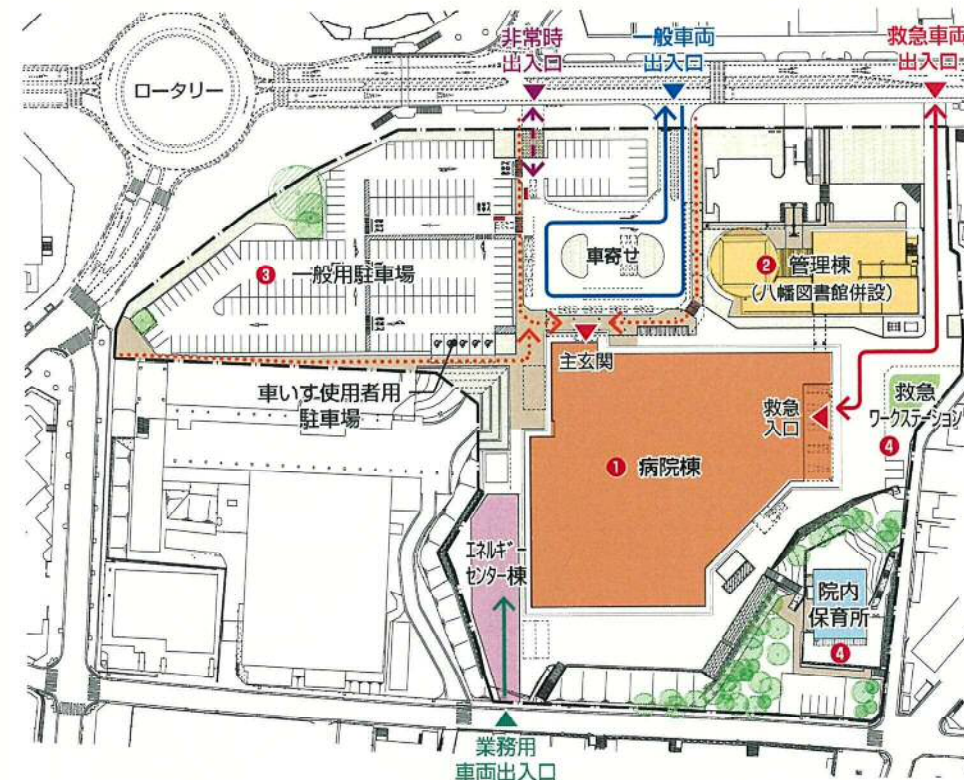 非常時
出入口
一般車両
出入口
救急車両
出入口
ロータリー
❸ 一般用駐車場
車寄せ
❷ 管理棟
（八幡図書館併設）
主玄関
車いす使用者用
駐車場
救急
入口
救急
ワークステーション
❹
❶ 病院棟
エネルギー
センター棟
院内
保育所
❹
業務用
車両出入口